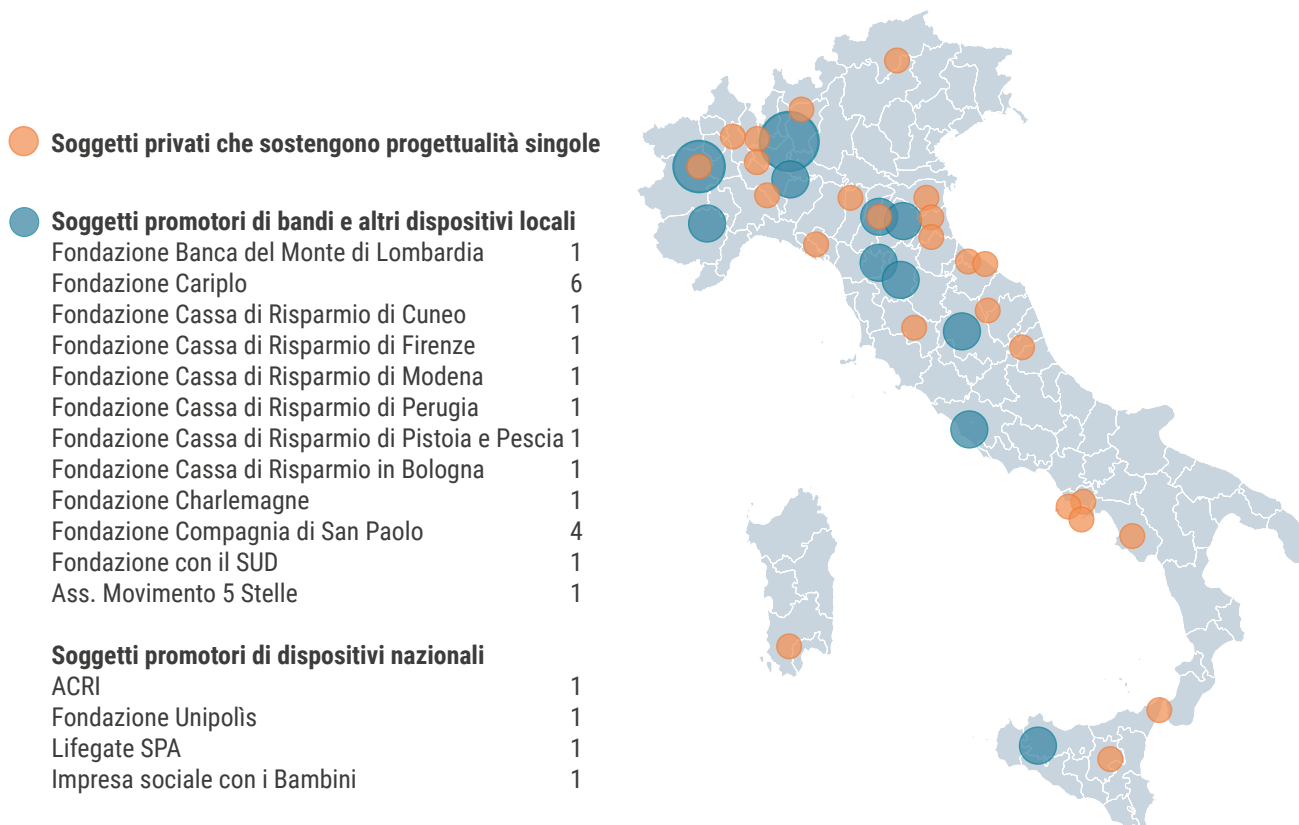 Soggetti privati che sostengono progettualità singole
Soggetti promotori di bandi e altri dispositivi locali
Fondazione Banca del Monte di Lombardia 1
Fondazione Cariplo 6
Fondazione Cassa di Risparmio di Cuneo 1
Fondazione Cassa di Risparmio di Firenze 1
Fondazione Cassa di Risparmio di Modena 1
Fondazione Cassa di Risparmio di Perugia 1
Fondazione Cassa di Risparmio di Pistoia e Pescia 1
Fondazione Cassa di Risparmio in Bologna 1
Fondazione Charlemagne 1
Fondazione Compagnia di San Paolo 4
Fondazione con il SUD 1
Ass. Movimento 5 Stelle 1
Soggetti promotori di dispositivi nazionali
ACRI 1
Fondazione Unipolìs 1
Lifegate SPA 1
Impresa sociale con i Bambini 1